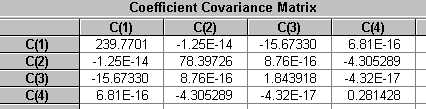 Coefficient Covariance Matrix
C(1) C(2) C(3) C(4)
C(1) 239.7701 -1.25E-14 -15.67330 6.81E-16
C(2) -1.25E-14 78.39726 8.76E-16 -4.305289
C(3) -15.67330 8.76E-16 1.843918 -4.32E-17
C(4) 6.81E-16 -4.305289 -4.32E-17 0.281428